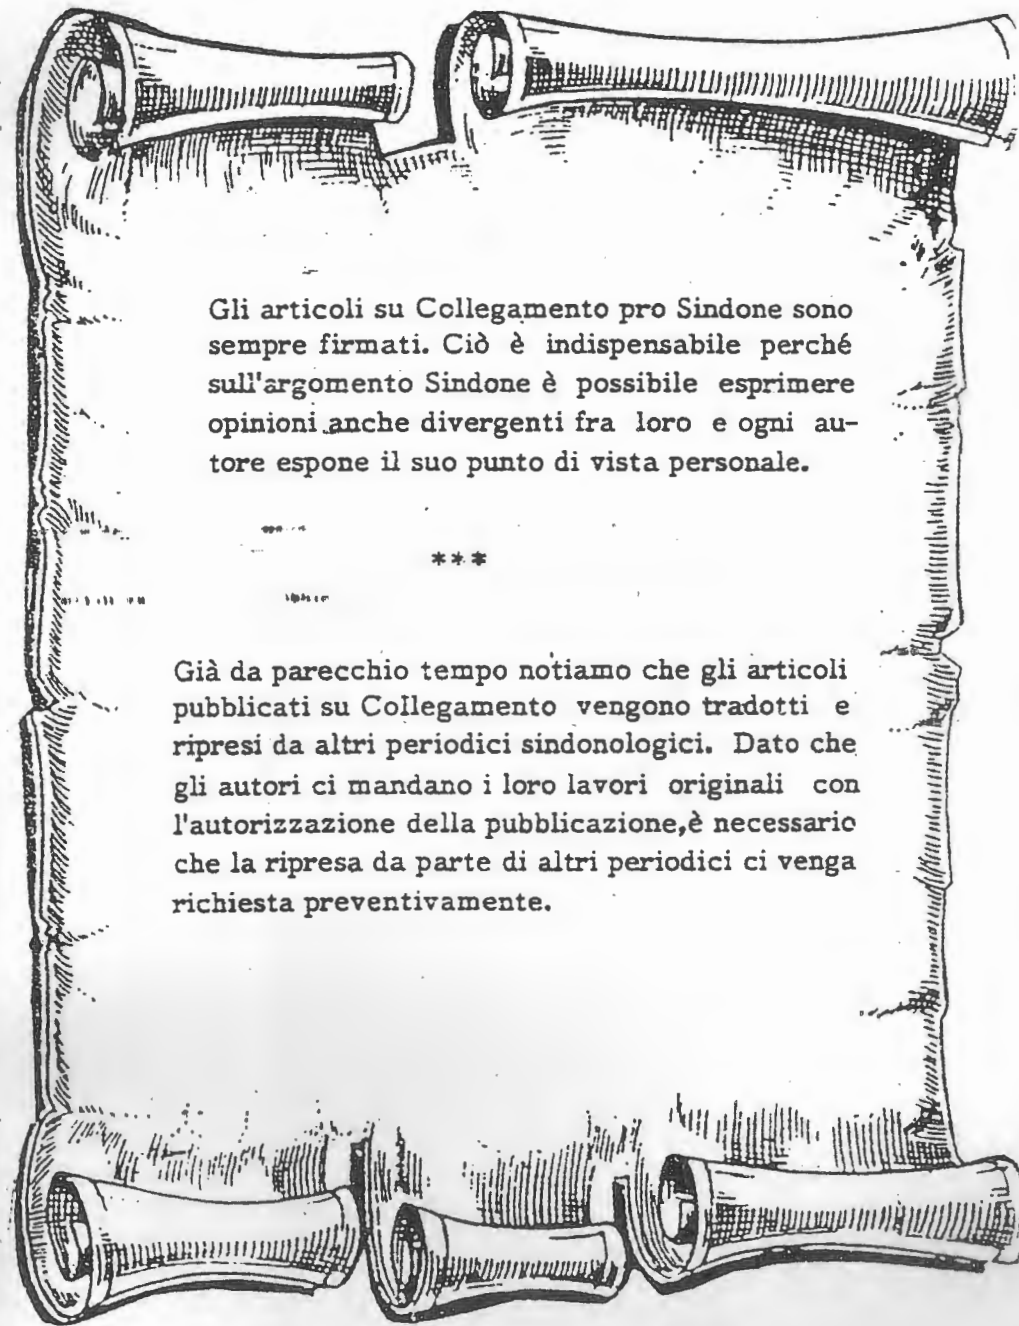 Gli articoli su Collegamento pro Sindone sono
sempre firmati. Ciò è indispensabile perché
sull'argomento Sindone è possibile esprimere
opinioni anche divergenti fra loro e ogni au-
tore espone il suo punto di vista personale.
***
Già da parecchio tempo notiamo che gli articoli
pubblicati su Collegamento vengono tradotti e
ripresi da altri periodici sindonologici. Dato che
gli autori ci mandano i loro lavori originali con
l'autorizzazione della pubblicazione,è necessario
che la ripresa da parte di altri periodici ci venga
richiesta preventivamente.